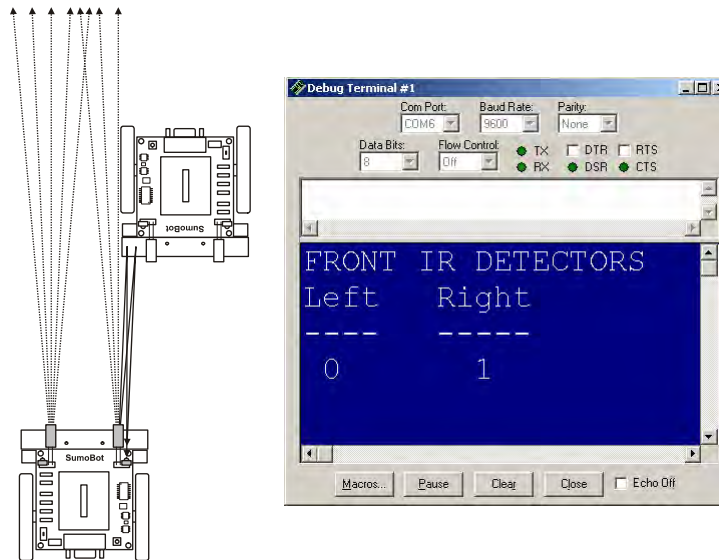 Debug Terminal #1
Com Port: Baud Rate: Parity:
COM6 9600 None
Data Bits: Flow Control: TX DTR RTS
8 Off RX DSR CTS
SumoBot
FRONT IR DETECTORS
Left Right
---- -----
0 1
SumoBot
Macros... Pause Clear Close Echo Off